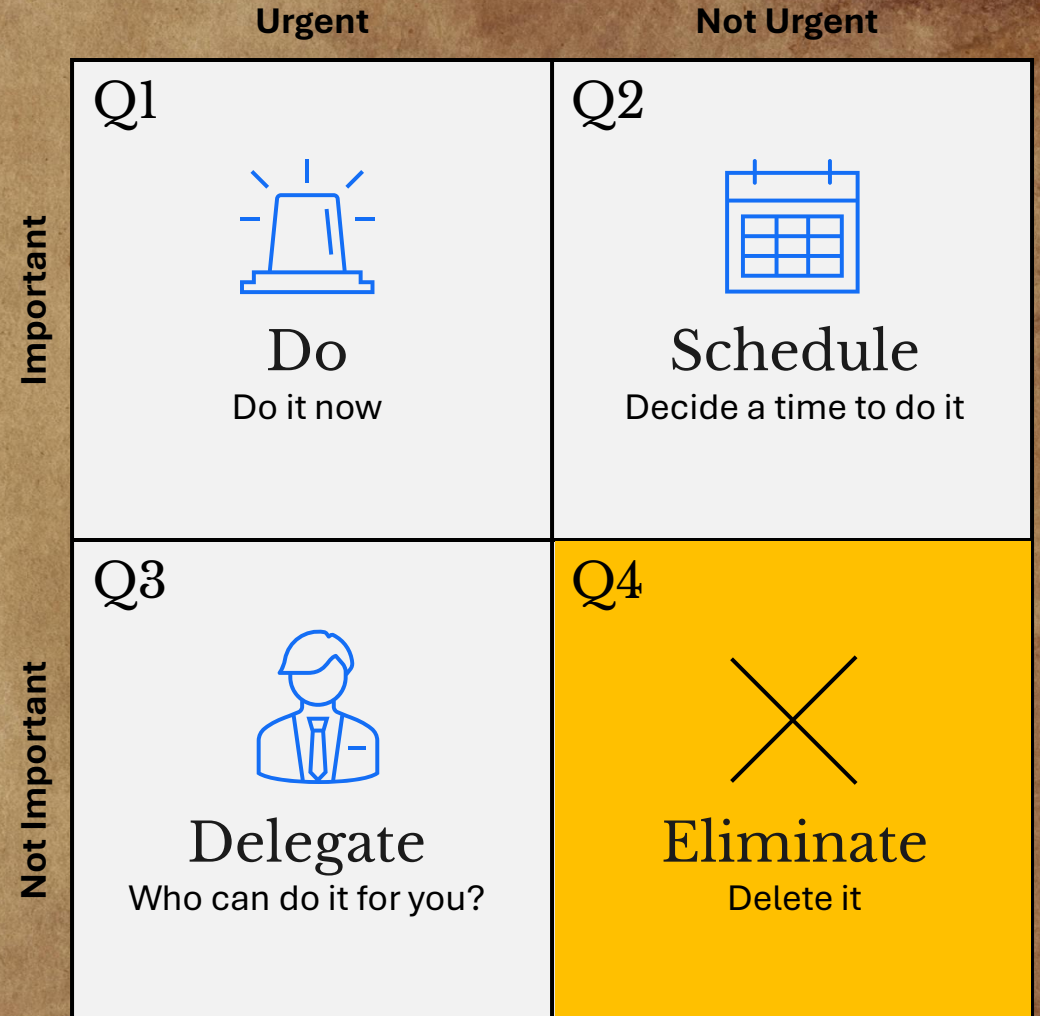 Urgent
Not Urgent
Important
Q1
Do
Do it now
Q2
Schedule
Decide a time to do it
Not Important
Q3
Delegate
Who can do it for you?
Q4
Eliminate
Delete it